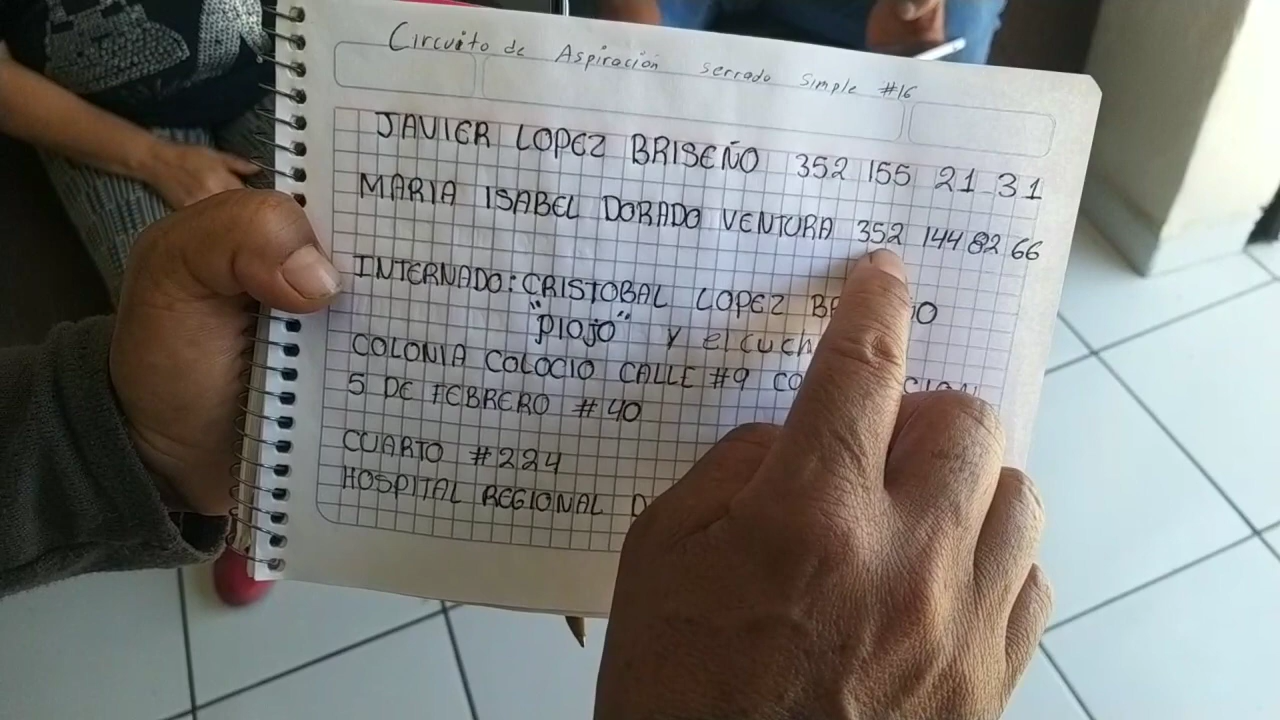 Circuito de Aspiración serrado Simple #16
JAVIER LOPEZ BRISEÑO 352 155 21 31
MARIA ISABEL DORADO VENTURA 352 144 82 66
INTERNADO: CRISTOBAL LOPEZ
"PIOJO" y el
COLONIA COLOCIO CALLE #9
5 DE FEBRERO #40
CUARTO #224
HOSPITAL REGIONAL